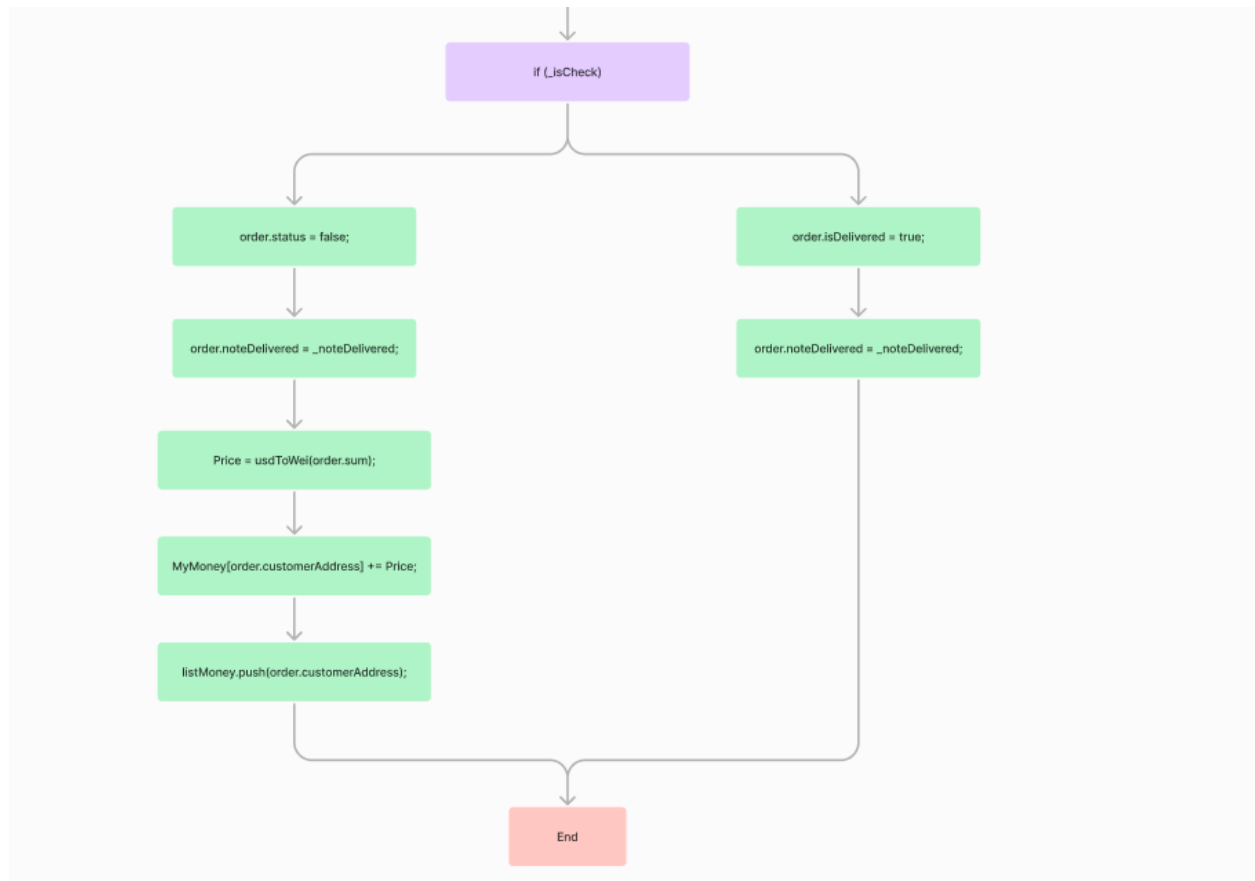 if (_isCheck)
order.status = false;
order.noteDelivered = _noteDelivered;
Price = usdToWei(order.sum);
MyMoney[order.customerAddress] += Price;
listMoney.push(order.customerAddress);
order.isDelivered = true;
order.noteDelivered = _noteDelivered;
End